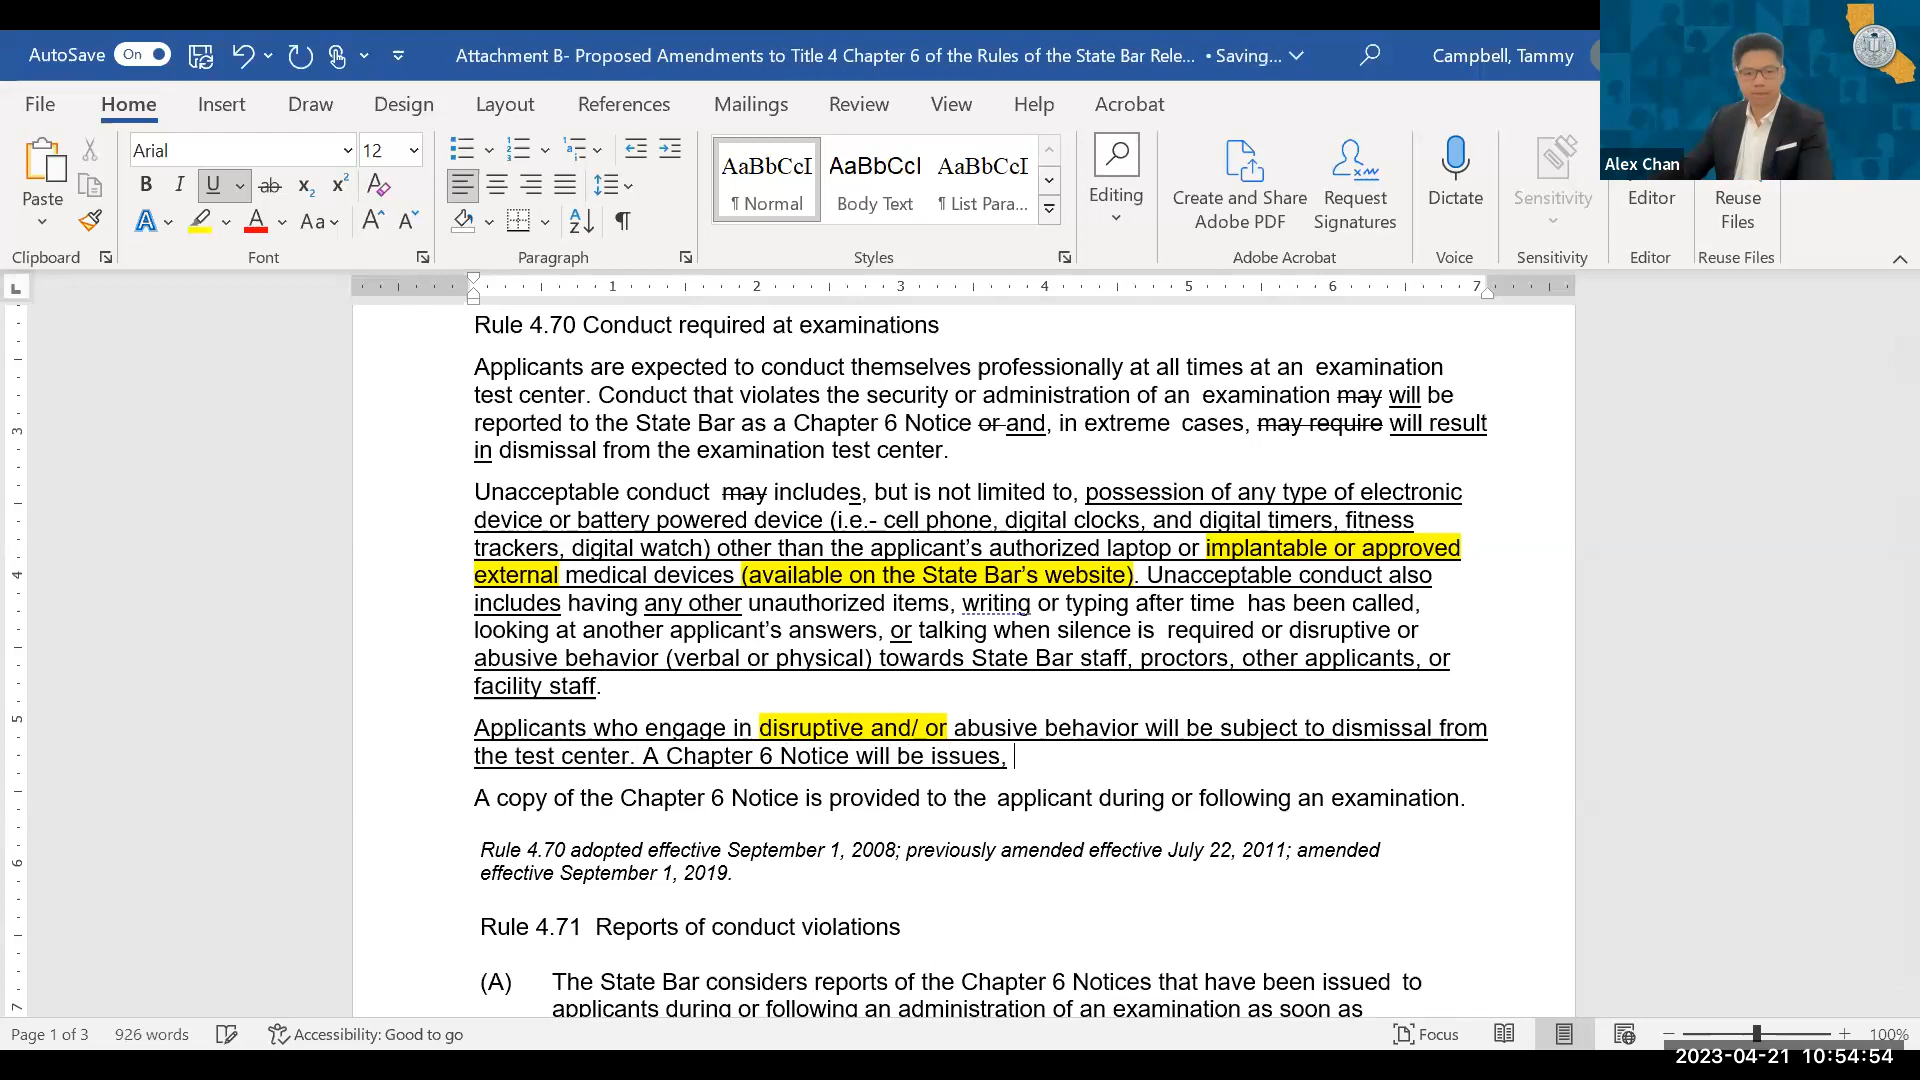 AutoSave On Attachment B- Proposed Amendments to Title 4 Chapter 6 of the Rules of the State Bar Rele... • Saving... Campbell, Tammy
File Home Insert Draw Design Layout References Mailings Review View Help Acrobat
Alex Chan
Paste
Clipboard
Arial 12
B I U ab x₂ x² A
A A Aa A A
Font
Paragraph
AaBbCcI AaBbCcI AaBbCcI
¶ Normal Body Text ¶ List Para...
Styles
Editing
Create and Share
Adobe PDF
Request
Signatures
Adobe Acrobat
Dictate
Voice
Sensitivity
Sensitivity
Editor
Editor
Reuse
Files
Reuse Files
1 2 3 4 5 6 7
3
4
5
6
7
Rule 4.70 Conduct required at examinations
Applicants are expected to conduct themselves professionally at all times at an examination
test center. Conduct that violates the security or administration of an examination may will be
reported to the State Bar as a Chapter 6 Notice or and, in extreme cases, may require will result
in dismissal from the examination test center.
Unacceptable conduct may includes, but is not limited to, possession of any type of electronic
device or battery powered device (i.e.- cell phone, digital clocks, and digital timers, fitness
trackers, digital watch) other than the applicant’s authorized laptop or implantable or approved
external medical devices (available on the State Bar’s website). Unacceptable conduct also
includes having any other unauthorized items, writing or typing after time has been called,
looking at another applicant’s answers, or talking when silence is required or disruptive or
abusive behavior (verbal or physical) towards State Bar staff, proctors, other applicants, or
facility staff.
Applicants who engage in disruptive and/ or abusive behavior will be subject to dismissal from
the test center. A Chapter 6 Notice will be issues,
A copy of the Chapter 6 Notice is provided to the applicant during or following an examination.
Rule 4.70 adopted effective September 1, 2008; previously amended effective July 22, 2011; amended
effective September 1, 2019.
Rule 4.71 Reports of conduct violations
(A) The State Bar considers reports of the Chapter 6 Notices that have been issued to
applicants during or following an administration of an examination as soon as
Page 1 of 3 926 words Accessibility: Good to go Focus 100%
2023-04-21 10:54:54